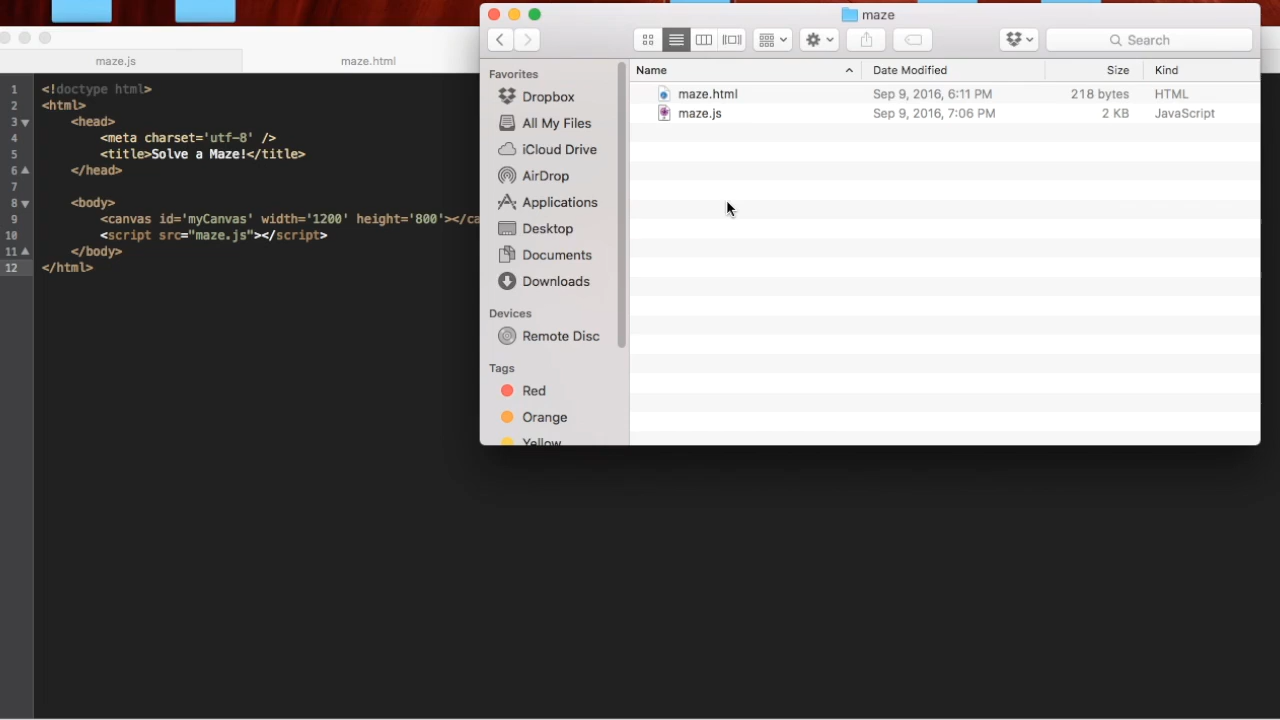 maze
Search
maze.js
maze.html
1 <!doctype html>
2 <html>
3 <head>
4 <meta charset='utf-8' />
5 <title>Solve a Maze!</title>
6 </head>
7
8 <body>
9 <canvas id='myCanvas' width='1200' height='800'></ca
10 <script src="maze.js"></script>
11 </body>
12 </html>
Favorites
Dropbox
All My Files
iCloud Drive
AirDrop
Applications
Desktop
Documents
Downloads
Devices
Remote Disc
Tags
Red
Orange
Yellow
Name Date Modified Size Kind
maze.html Sep 9, 2016, 6:11 PM 218 bytes HTML
maze.js Sep 9, 2016, 7:06 PM 2 KB JavaScript